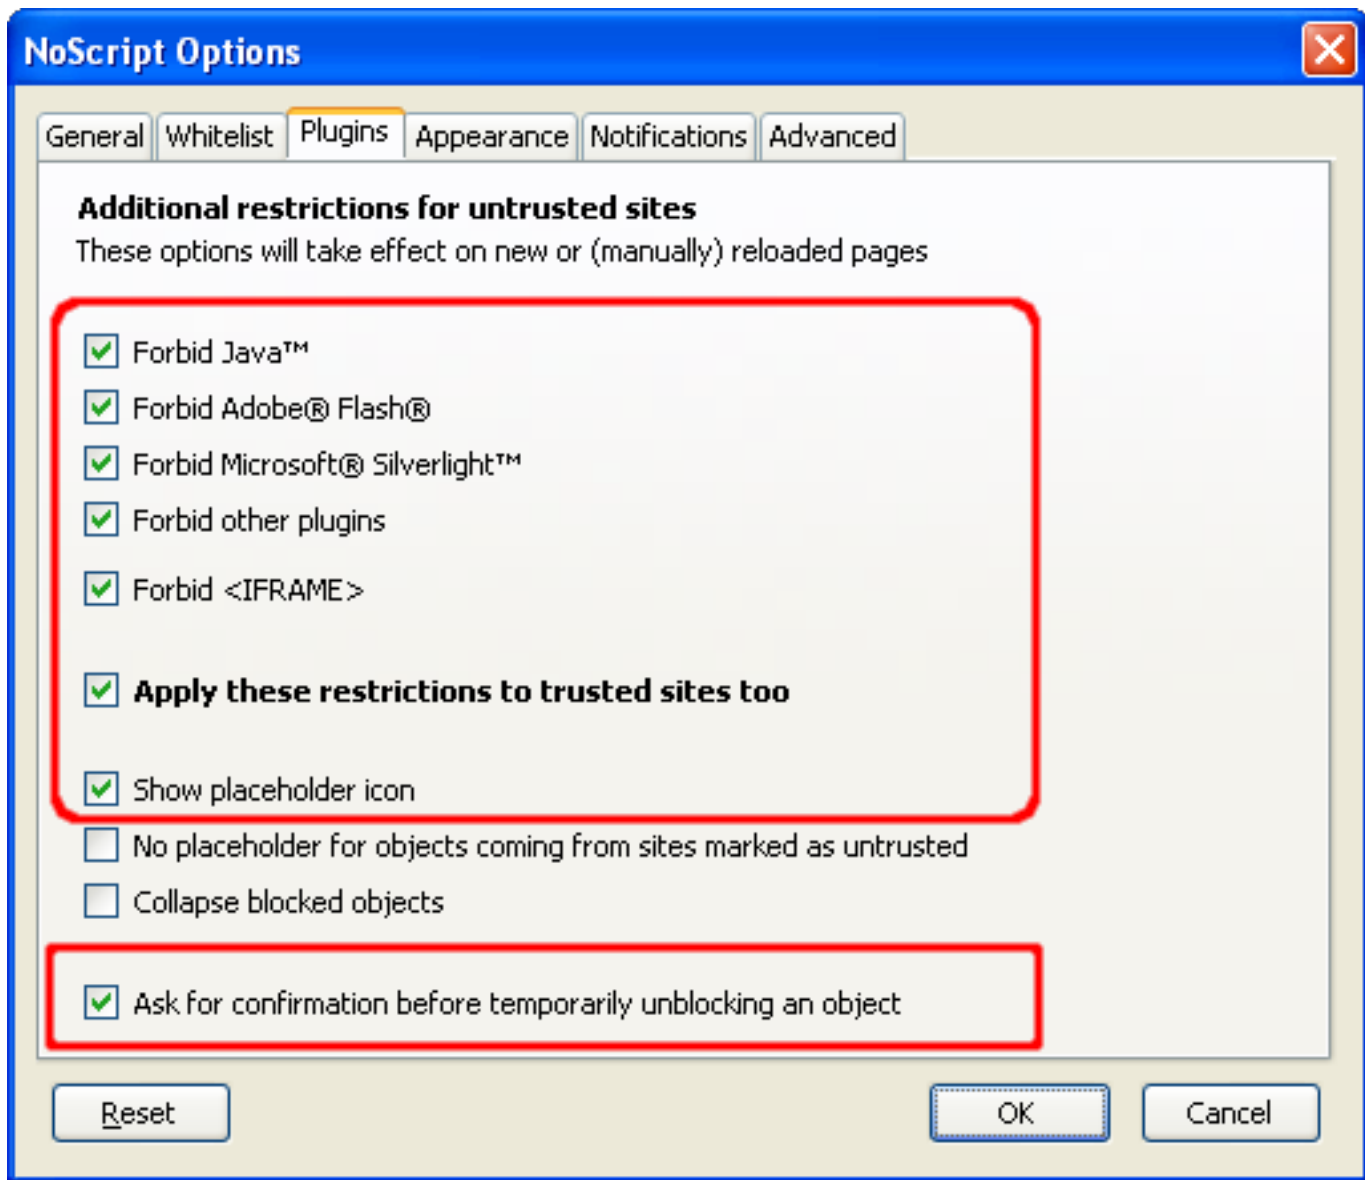 NoScript Options
General Whitelist Plugins Appearance Notifications Advanced
Additional restrictions for untrusted sites
These options will take effect on new or (manually) reloaded pages
Forbid Java™
Forbid Adobe® Flash®
Forbid Microsoft® Silverlight™
Forbid other plugins
Forbid <IFRAME>
Apply these restrictions to trusted sites too
Show placeholder icon
No placeholder for objects coming from sites marked as untrusted
Collapse blocked objects
Ask for confirmation before temporarily unblocking an object
Reset OK Cancel